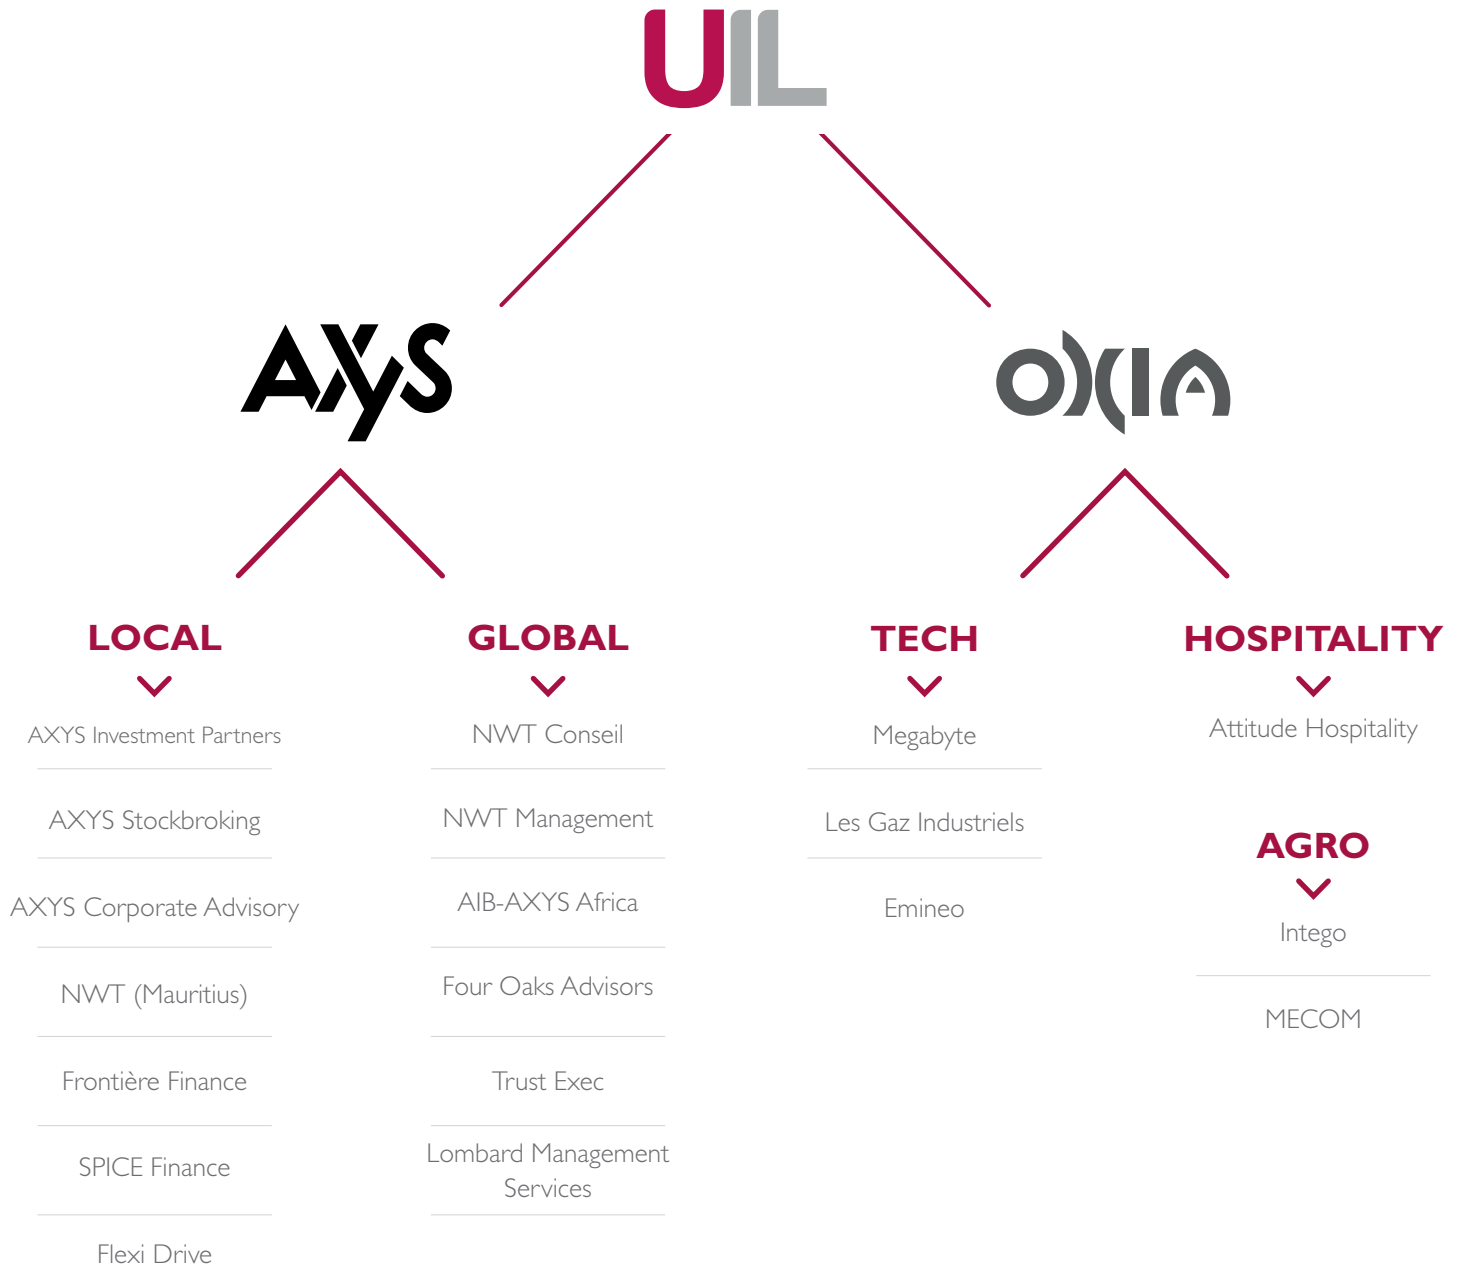 UIL
AXYS
OXIA
LOCAL
AXYS Investment Partners
AXYS Stockbroking
AXYS Corporate Advisory
NWT (Mauritius)
Frontière Finance
SPICE Finance
Flexi Drive
GLOBAL
NWT Conseil
NWT Management
AIB-AXYS Africa
Four Oaks Advisors
Trust Exec
Lombard Management
Services
TECH
Megabyte
Les Gaz Industriels
Emineo
HOSPITALITY
Attitude Hospitality
AGRO
Intego
MECOM